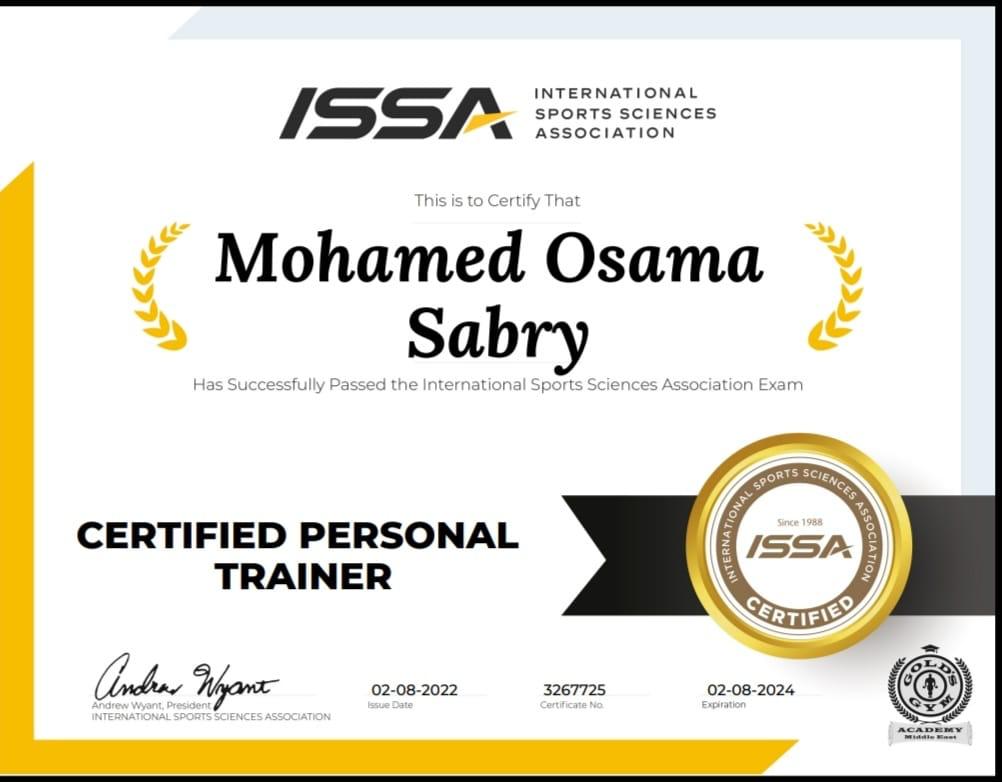 ISSA
INTERNATIONAL
SPORTS SCIENCES
ASSOCIATION
This is to Certify That
Mohamed Osama
Sabry
Has Successfully Passed the International Sports Sciences Association Exam
CERTIFIED PERSONAL
TRAINER
INTERNATIONAL SPORTS SCIENCES ASSOCIATION
Since 1988
ISSA
CERTIFIED
Andrew Wyant
Andrew Wyant, President
INTERNATIONAL SPORTS SCIENCES ASSOCIATION
02-08-2022
Issue Date
3267725
Certificate No.
02-08-2024
Expiration
GOLD'S
GYM
ACADEMY
Middle East